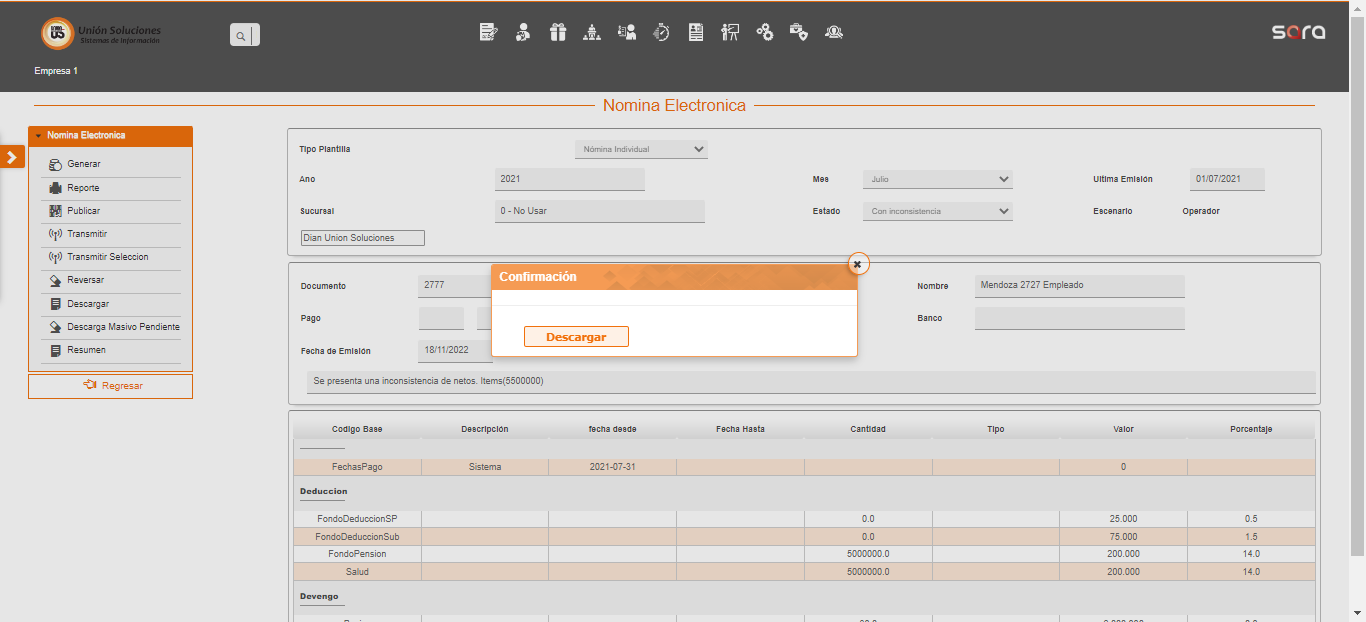 Unión Soluciones
Sistemas de Información
sara
Empresa 1
Nomina Electronica
Nomina Electronica
Generar
Reporte
Publicar
Transmitir
Transmitir Seleccion
Reversar
Descargar
Descarga Masivo Pendiente
Resumen
Regresar
Tipo Plantilla Nómina Individual
Ano 2021 Mes Julio Ultima Emisión 01/07/2021
Sucursal 0 - No Usar Estado Con inconsistencia Escenario Operador
Dian Union Soluciones
Confirmación
Descargar
Documento 2777 Nombre Mendoza 2727 Empleado
Pago Banco
Fecha de Emisión 18/11/2022
Se presenta una inconsistencia de netos. Items(5500000)
Codigo Base Descripción fecha desde Fecha Hasta Cantidad Tipo Valor Porcentaje
FechasPago Sistema 2021-07-31 0
Deduccion
FondoDeduccionSP 0.0 25.000 0.5
FondoDeduccionSub 0.0 75.000 1.5
FondoPension 5000000.0 200.000 14.0
Salud 5000000.0 200.000 14.0
Devengo